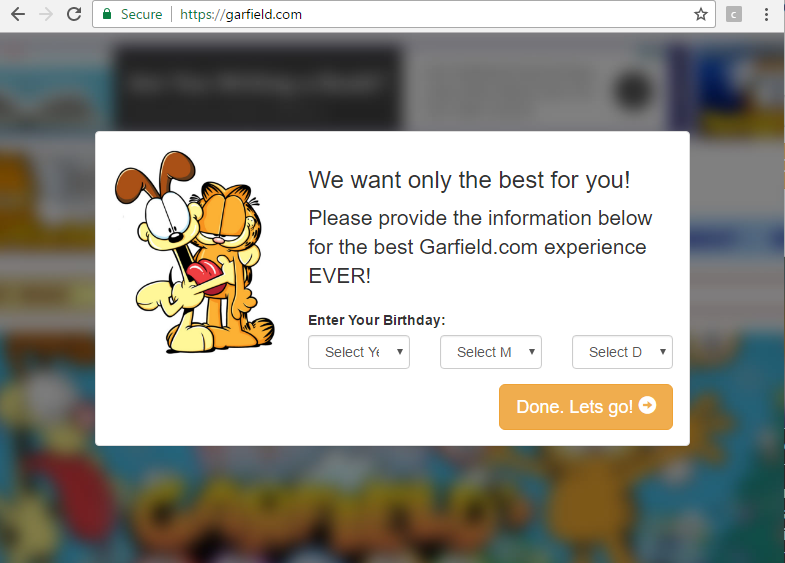 Secure
https://garfield.com
c
We want only the best for you!
Please provide the information below
for the best Garfield.com experience
EVER!
Enter Your Birthday:
Select Ye
Select M
Select D
Done. Lets go!